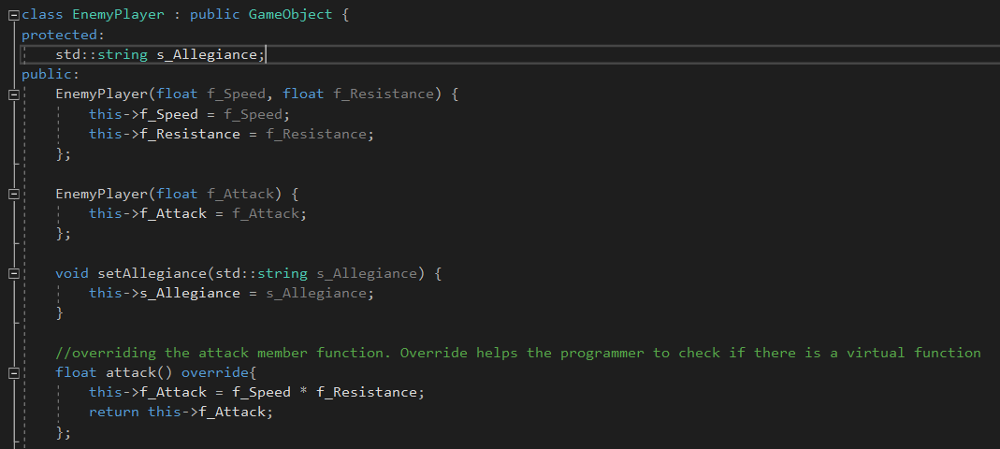 class EnemyPlayer : public GameObject {
protected:
std::string s_Allegiance;
public:
EnemyPlayer(float f_Speed, float f_Resistance) {
this->f_Speed = f_Speed;
this->f_Resistance = f_Resistance;
};
EnemyPlayer(float f_Attack) {
this->f_Attack = f_Attack;
};
void setAllegiance(std::string s_Allegiance) {
this->s_Allegiance = s_Allegiance;
}
//overriding the attack member function. Override helps the programmer to check if there is a virtual function
float attack() override{
this->f_Attack = f_Speed * f_Resistance;
return this->f_Attack;
};